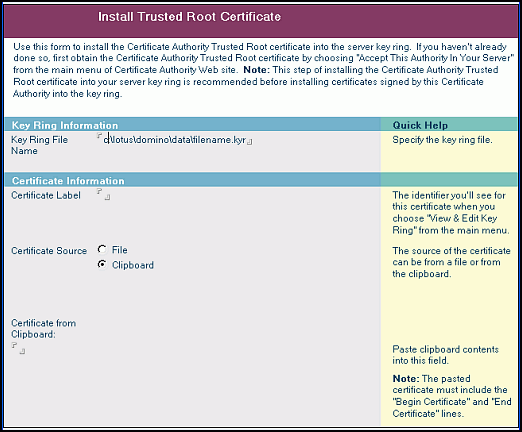 Install Trusted Root Certificate
Use this form to install the Certificate Authority Trusted Root certificate into the server key ring. If you haven't already
done so, first obtain the Certificate Authority Trusted Root certificate by choosing "Accept This Authority In Your Server"
from the main menu of Certificate Authority Web site. Note: This step of installing the Certificate Authority Trusted
Root certificate into your server key ring is recommended before installing certificates signed by this Certificate
Authority into the key ring.
Key Ring Information
Quick Help
Key Ring File
Name
c:\lotus\domino\data\filename.kyr
Specify the key ring file.
Certificate Information
Certificate Label
The identifier you'll see for
this certificate when you
choose "View & Edit Key
Ring" from the main menu.
Certificate Source
File
Clipboard
The source of the certificate
can be from a file or from
the clipboard.
Certificate from
Clipboard:
Paste clipboard contents
into this field.
Note: The pasted
certificate must include the
"Begin Certificate" and "End
Certificate" lines.